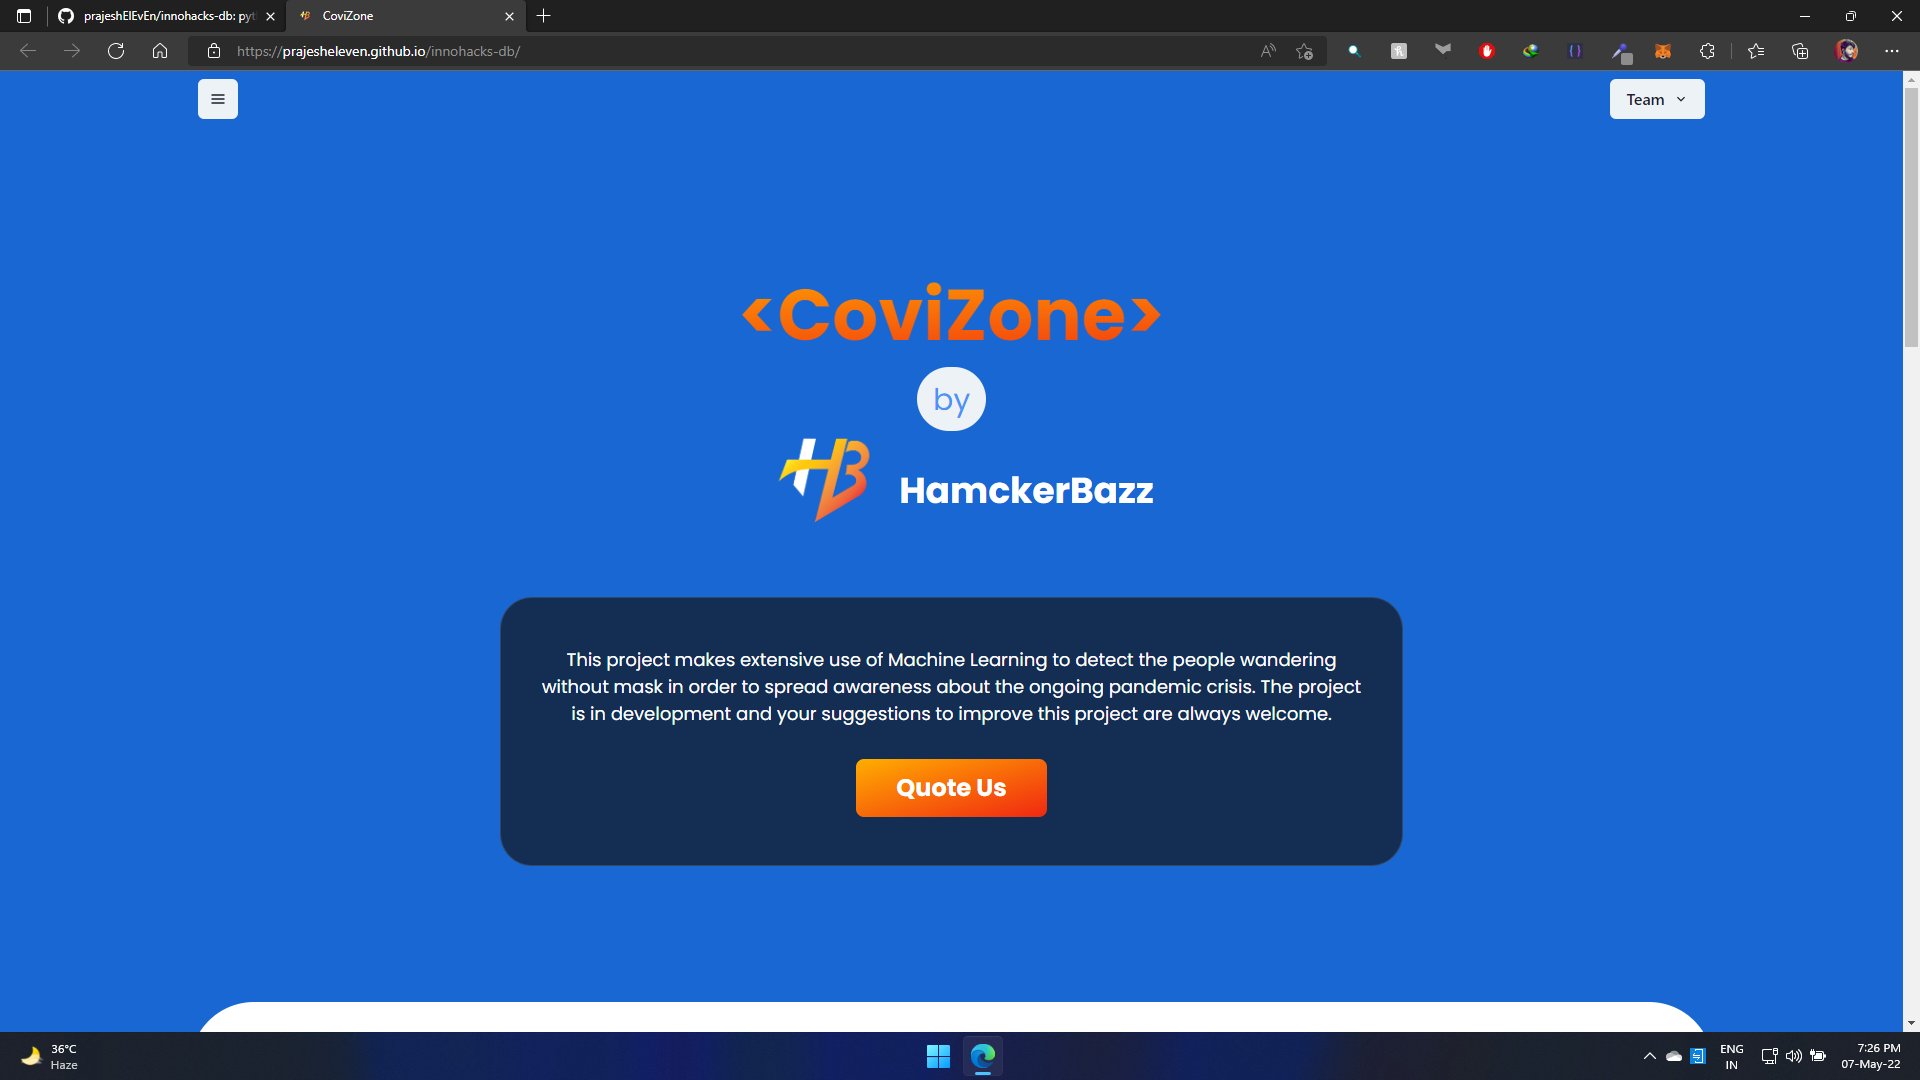 prajeshElEvEn/innohacks-db: pyt
CoviZone
https://prajesheleven.github.io/innohacks-db/
Team
<CoviZone>
by
HB
HamckerBazz
This project makes extensive use of Machine Learning to detect the people wandering
without mask in order to spread awareness about the ongoing pandemic crisis. The project
is in development and your suggestions to improve this project are always welcome.
Quote Us
36°C
Haze
ENG
IN
7:26 PM
07-May-22